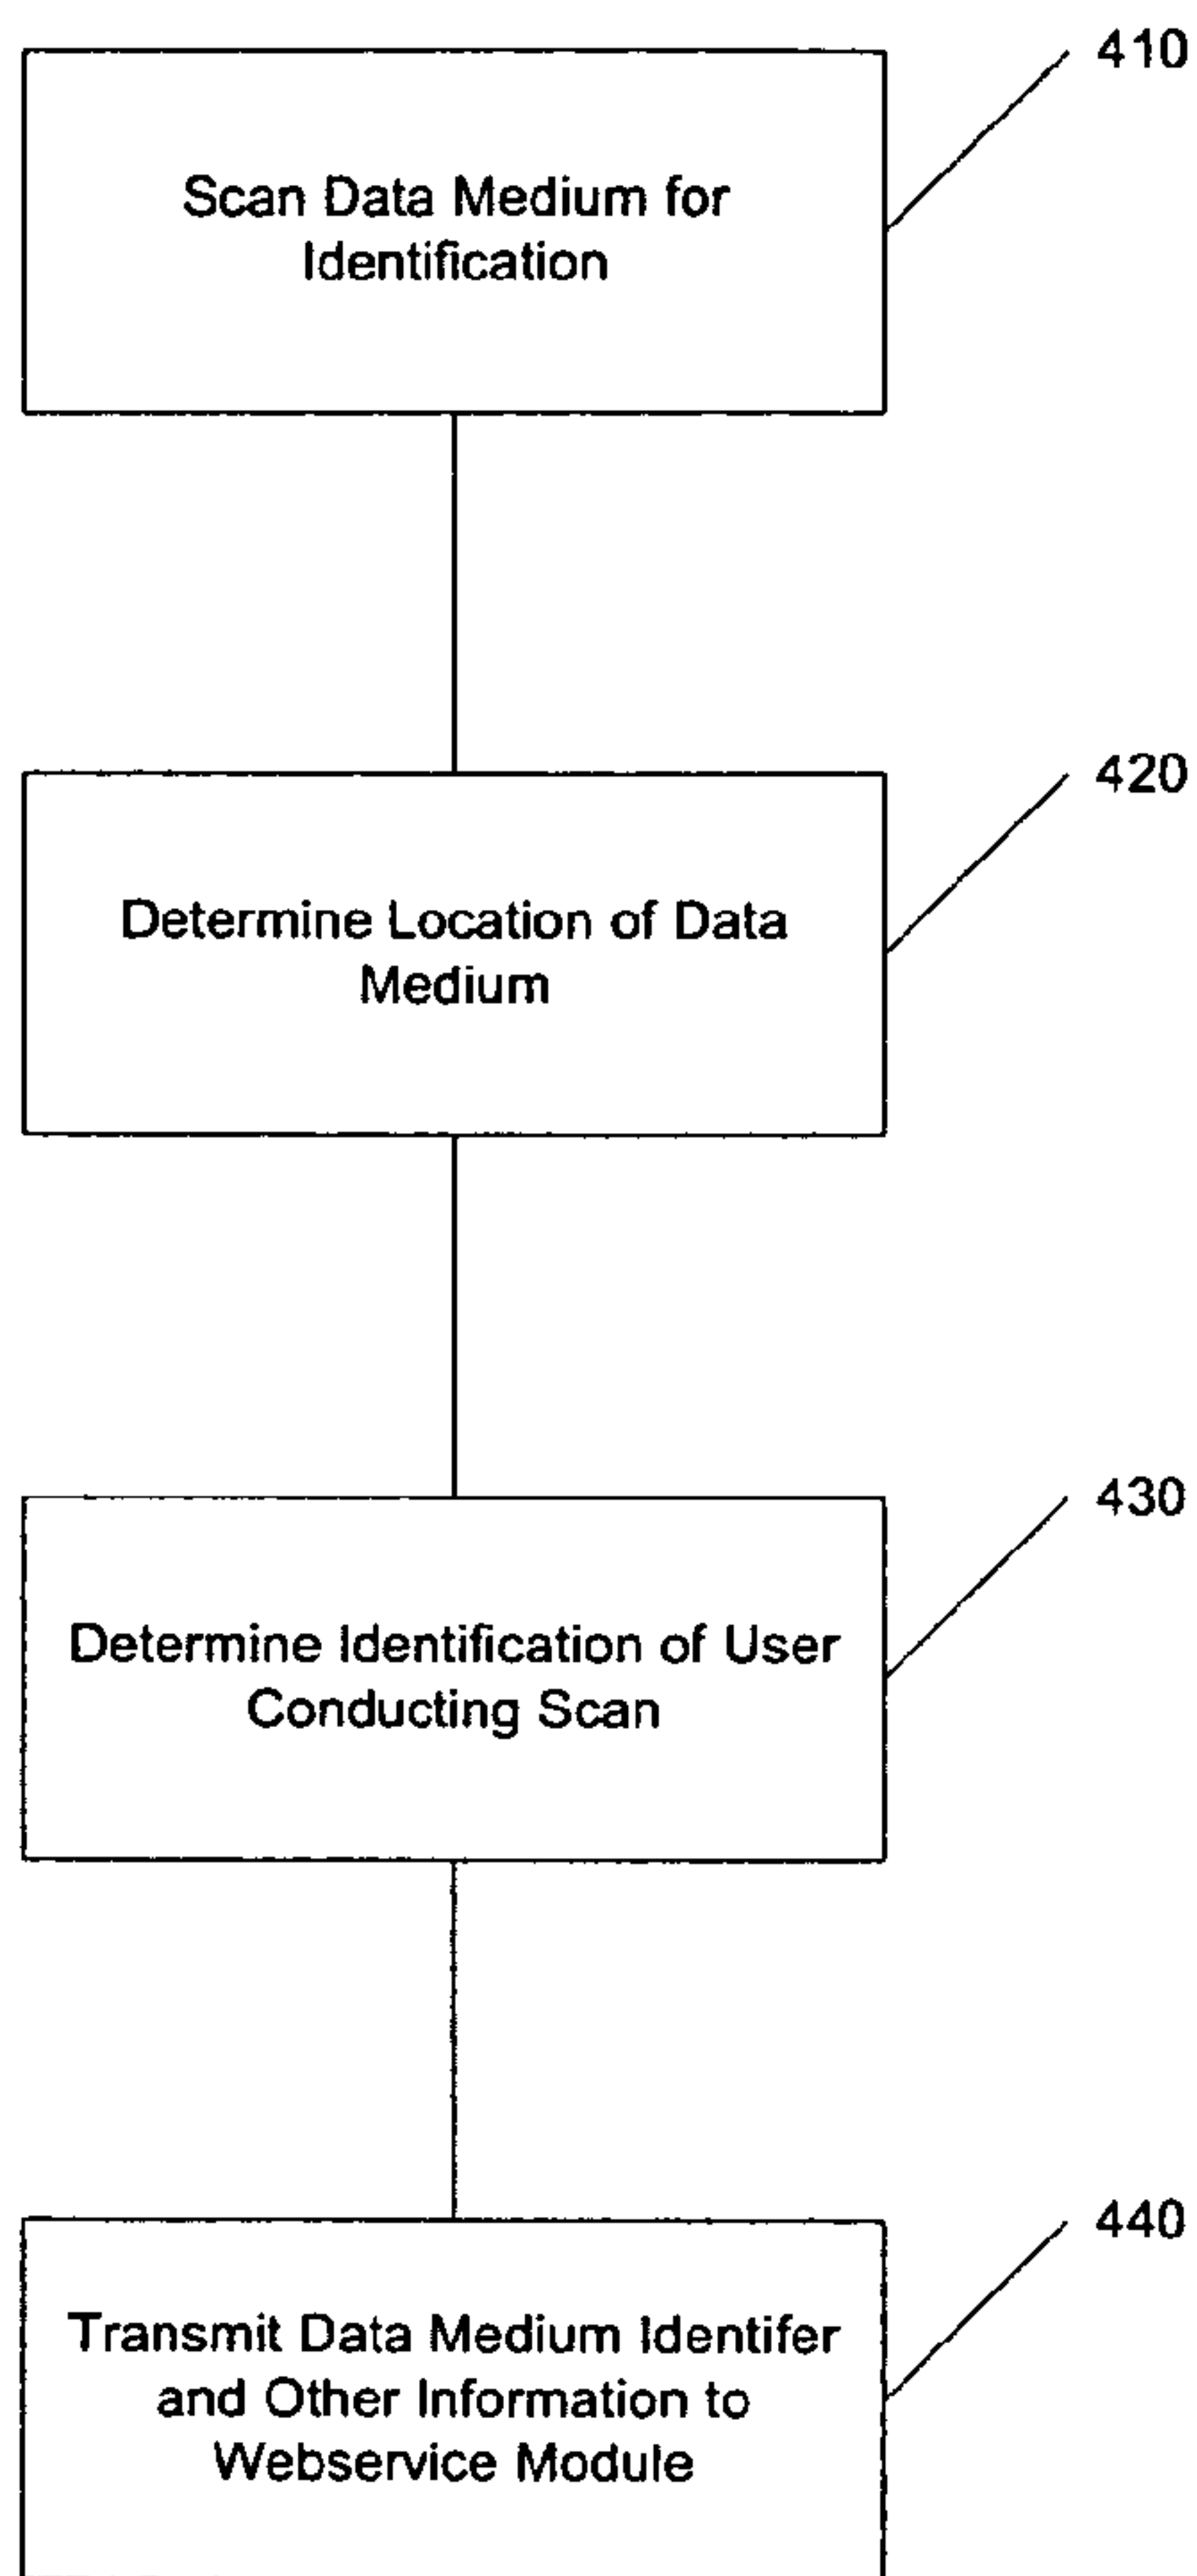 410
Scan Data Medium for
Identification
420
Determine Location of Data
Medium
430
Determine Identification of User
Conducting Scan
440
Transmit Data Medium Identifer
and Other Information to
Webservice Module